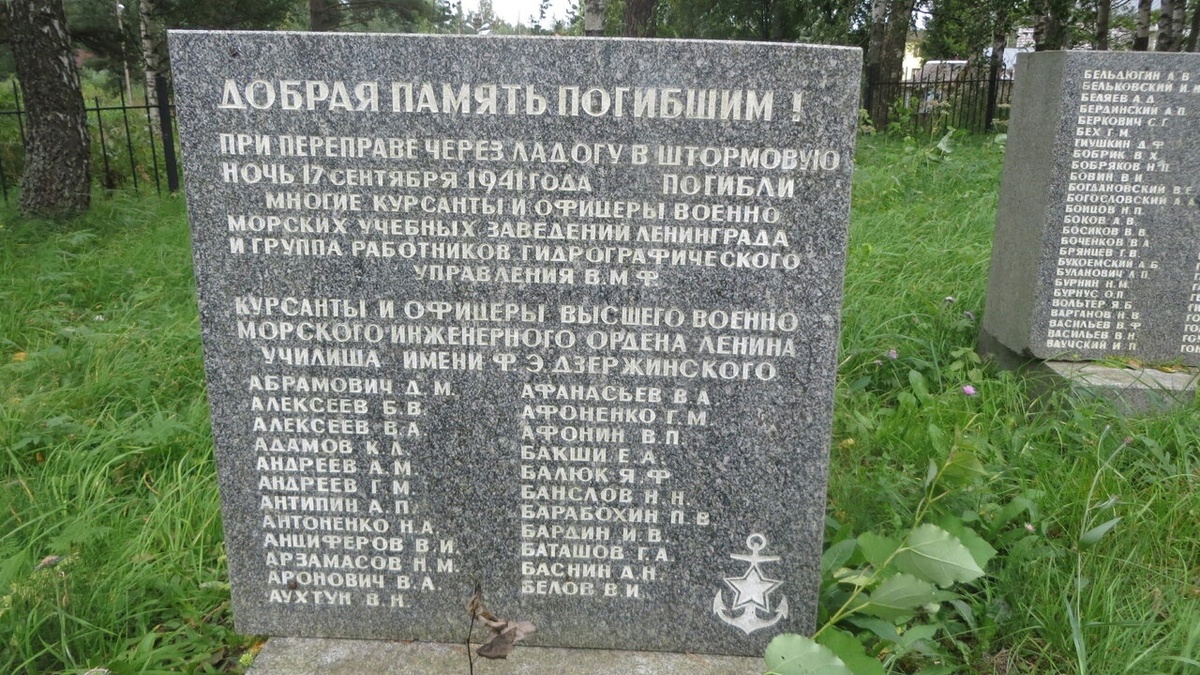 ДОБРАЯ ПАМЯТЬ ПОГИБШИМ !
ПРИ ПЕРЕПРАВЕ ЧЕРЕЗ ЛАДОГУ В ШТОРМОВУЮ
НОЧЬ 17 СЕНТЯБРЯ 1941 ГОДА ПОГИБЛИ
МНОГИЕ КУРСАНТЫ И ОФИЦЕРЫ ВОЕННО
МОРСКИХ УЧЕБНЫХ ЗАВЕДЕНИЙ ЛЕНИНГРАДА
И ГРУППА РАБОТНИКОВ ГИДРОГРАФИЧЕСКОГО
УПРАВЛЕНИЯ В.М.Ф.
КУРСАНТЫ И ОФИЦЕРЫ ВЫСШЕГО ВОЕННО
МОРСКОГО ИНЖЕНЕРНОГО ОРДЕНА ЛЕНИНА
УЧИЛИЩА ИМЕНИ Ф.Э.ДЗЕРЖИНСКОГО
АБРАМОВИЧ Д.М.
АЛЕКСЕЕВ Б.В.
АЛЕКСЕЕВ В.А.
АДАМОВ К.Л.
АНДРЕЕВ А.М.
АНДРЕЕВ Г.М.
АНТИПИН А.П.
АНТОНЕНКО Н.А.
АНЦИФЕРОВ В.И.
АРЗАМАСОВ Н.М.
АРОНОВИЧ В.А.
АУХТУН В.Н.
АФАНАСЬЕВ В.А
АФОНЕНКО Г.М.
АФОНИН В.П.
БАКШИ Е.А.
БАЛЮК Я.Ф
БАНСЛОВ Н.Н.
БАРАБОХИН П.В
БАРДИН И.В.
БАТАШОВ Г.А
БАСНИН Д.Н
БЕЛОВ В.И.
БЕЛЬДЮГИН А.В
БЕЛЬКОВСКИЙ И.И
БЕЛЯЕВ А.Д.
БЕРДИНСКИЙ А.П.
БЕРКОВИЧ С.Г.
БЕХ Г.М.
БОБРИК В.Х.
БОБРЯКОВ Н.П.
БОВИН В.И.
БОГДАНОВСКИЙ В.Е
БОГОСЛОВСКИЙ А.А
БОНЦОВ Н.П.
БОКОВ А.В.
БОСИКОВ В.В.
БОЧЕНКОВ В.А.
БРЯНЦЕВ Г.В.
БУКОЕМСКИЙ А.Б.
БУЛАНОВИЧ Л.П.
БУРНИН Н.М.
БУРНУС О.П.
ВОЛЬТЕР Я.Б.
ВАРГАНОВ Н.В.
ВАСИЛЬЕВ В.Ф.
ВАСИЛЬЕВ В.Н.
ВАУЧСКИЙ Н.П.